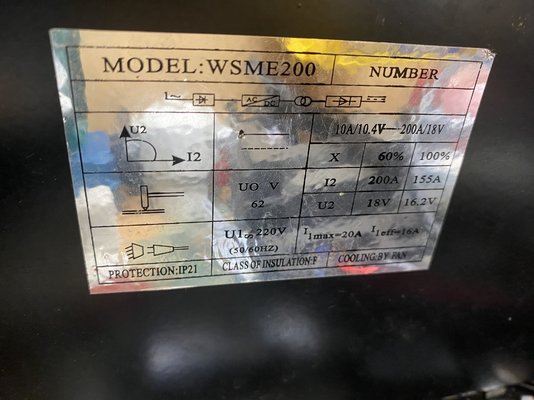 MODEL:WSME200 NUMBER
AC
DC
U2
I2
10A/10.4V—200A/18V
X 60% 100%
UO V
62
I2 200A 155A
U2 18V 16.2V
U1∞220V
(50/60HZ)
I1max=20A I1eff=16A
PROTECTION:IP21 CLASS OF INSULATION:F COOLING BY FAN